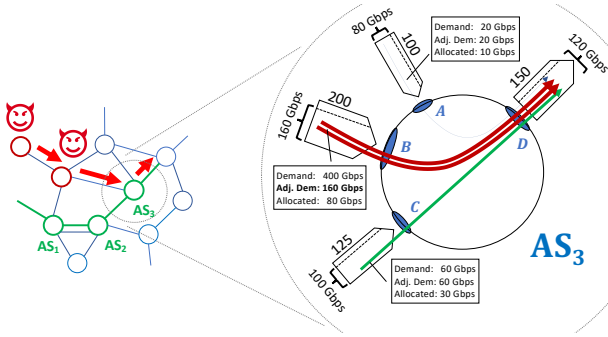 AS1
AS2
AS3
80 Gbps
100
Demand: 20 Gbps
Adj. Dem: 20 Gbps
Allocated: 10 Gbps
150
120 Gbps
160 Gbps
200
A
B
C
D
Demand: 400 Gbps
Adj. Dem: 160 Gbps
Allocated: 80 Gbps
125
100 Gbps
Demand: 60 Gbps
Adj. Dem: 60 Gbps
Allocated: 30 Gbps
AS3